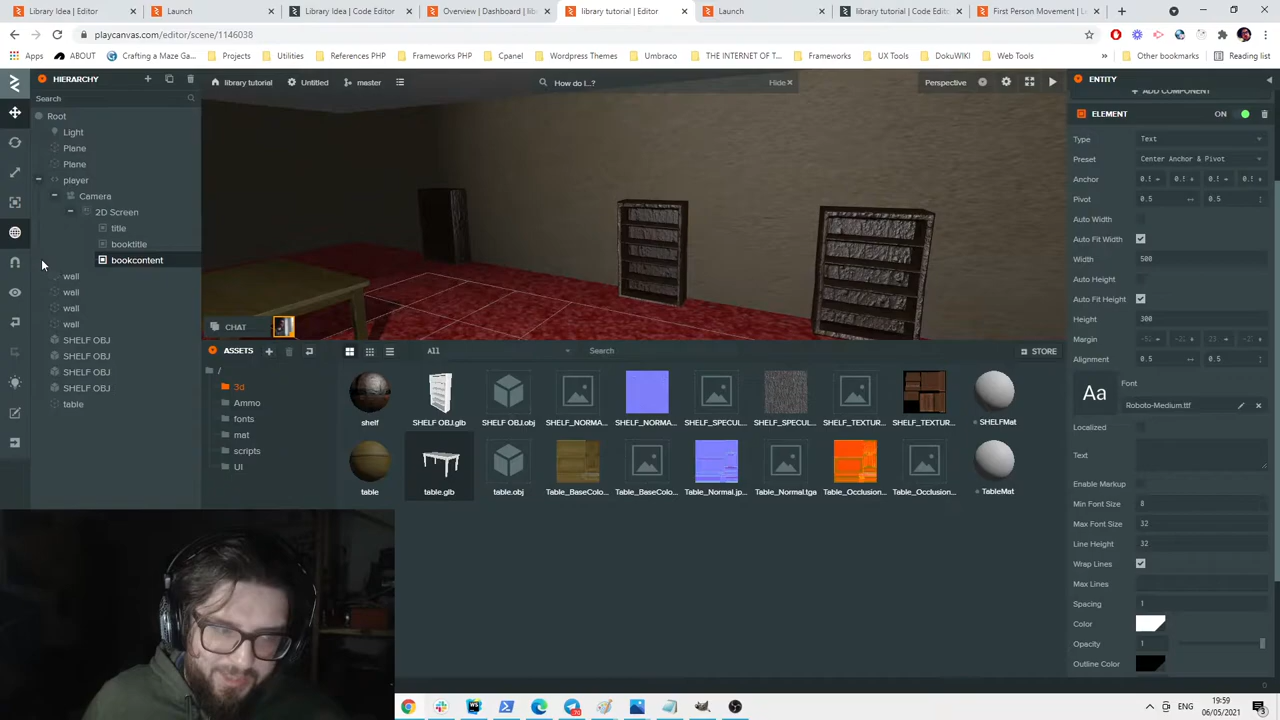 Library Idea | Editor
Launch
Library Idea | Code Editor
Overview | Dashboard | lib
library tutorial | Editor
Launch
library tutorial | Code Edito
First Person Movement | L
playcanvas.com/editor/scene/1146038
Apps
Crafting a Maze Ga...
Projects
Utilities
References PHP
Frameworks PHP
Cpanel
Wordpress Themes
Umbraco
THE INTERNET OF T...
Frameworks
UX Tools
DokuWIKI
Web Tools
Other bookmarks
Reading list
HIERARCHY
library tutorial
Untitled
master
How do I...?
Hide
Perspective
ENTITY
Search
ADD COMPONENT
Root
Light
Plane
Plane
player
Camera
2D Screen
title
booktitle
bookcontent
wall
wall
wall
wall
SHELF OBJ
SHELF OBJ
SHELF OBJ
SHELF OBJ
table
CHAT
ELEMENT
ON
Type
Text
Preset
Center Anchor & Pivot
Anchor
Pivot
0.5
0.5
Auto Width
Auto Fit Width
Width
500
Auto Height
Auto Fit Height
Height
300
Margin
Alignment
0.5
0.5
Font
Aa
Roboto-Medium.ttf
Localized
Text
Enable Markup
Min Font Size
8
Max Font Size
32
Line Height
32
Wrap Lines
Max Lines
Spacing
1
Color
Opacity
1
Outline Color
ASSETS
All
Search
STORE
/
3d
Ammo
fonts
mat
scripts
UI
shelf
SHELF OBJ.glb
SHELF OBJ.obj
SHELF_NORMA...
SHELF_NORMA...
SHELF_SPECUL...
SHELF_SPECUL...
SHELF_TEXTUR...
SHELF_TEXTUR...
SHELFMat
table
table.glb
table.obj
Table_BaseColo...
Table_BaseColo...
Table_Normal.jp...
Table_Normal.tga
Table_Occlusion...
Table_Occlusion...
TableMat
ENG
19:59
06/05/2021